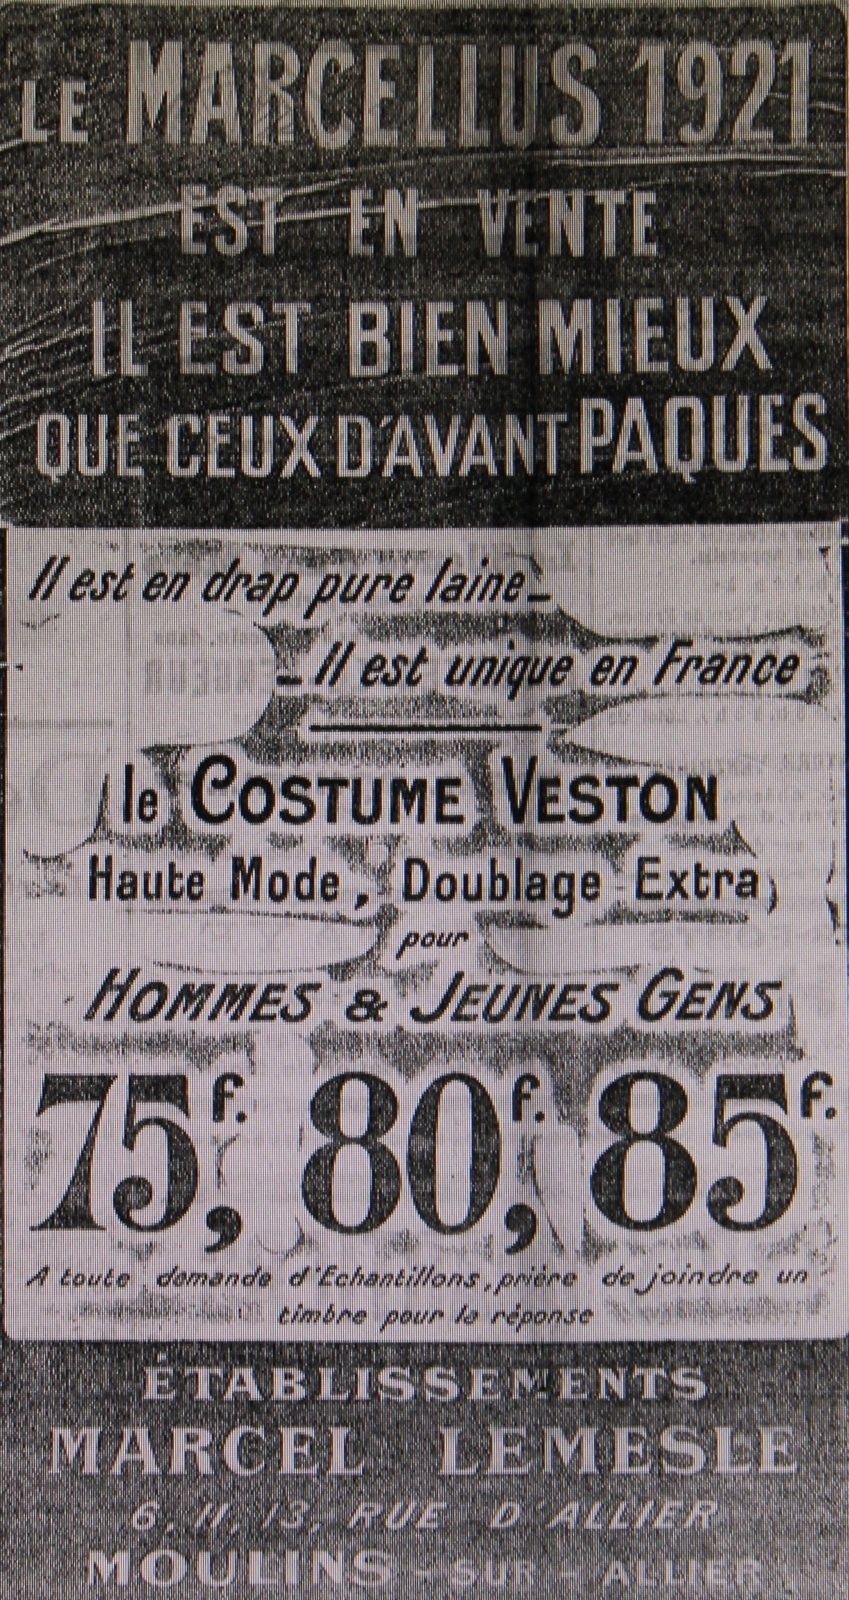 LE MARCELLUS 1921
EST EN VENTE
IL EST BIEN MIEUX
QUE CEUX D'AVANT PAQUES
Il est en drap pure laine_
_ Il est unique en France
le COSTUME VESTON
Haute Mode, Doublage Extra,
pour
HOMMES & JEUNES GENS
75f., 80f., 85f.
A toute demande d'Echantillons, prière de joindre un
timbre pour la réponse
ÉTABLISSEMENTS
MARCEL LEMESLE
6, 11, 13, RUE D'ALLIER
MOULINS - SUR - ALLIER